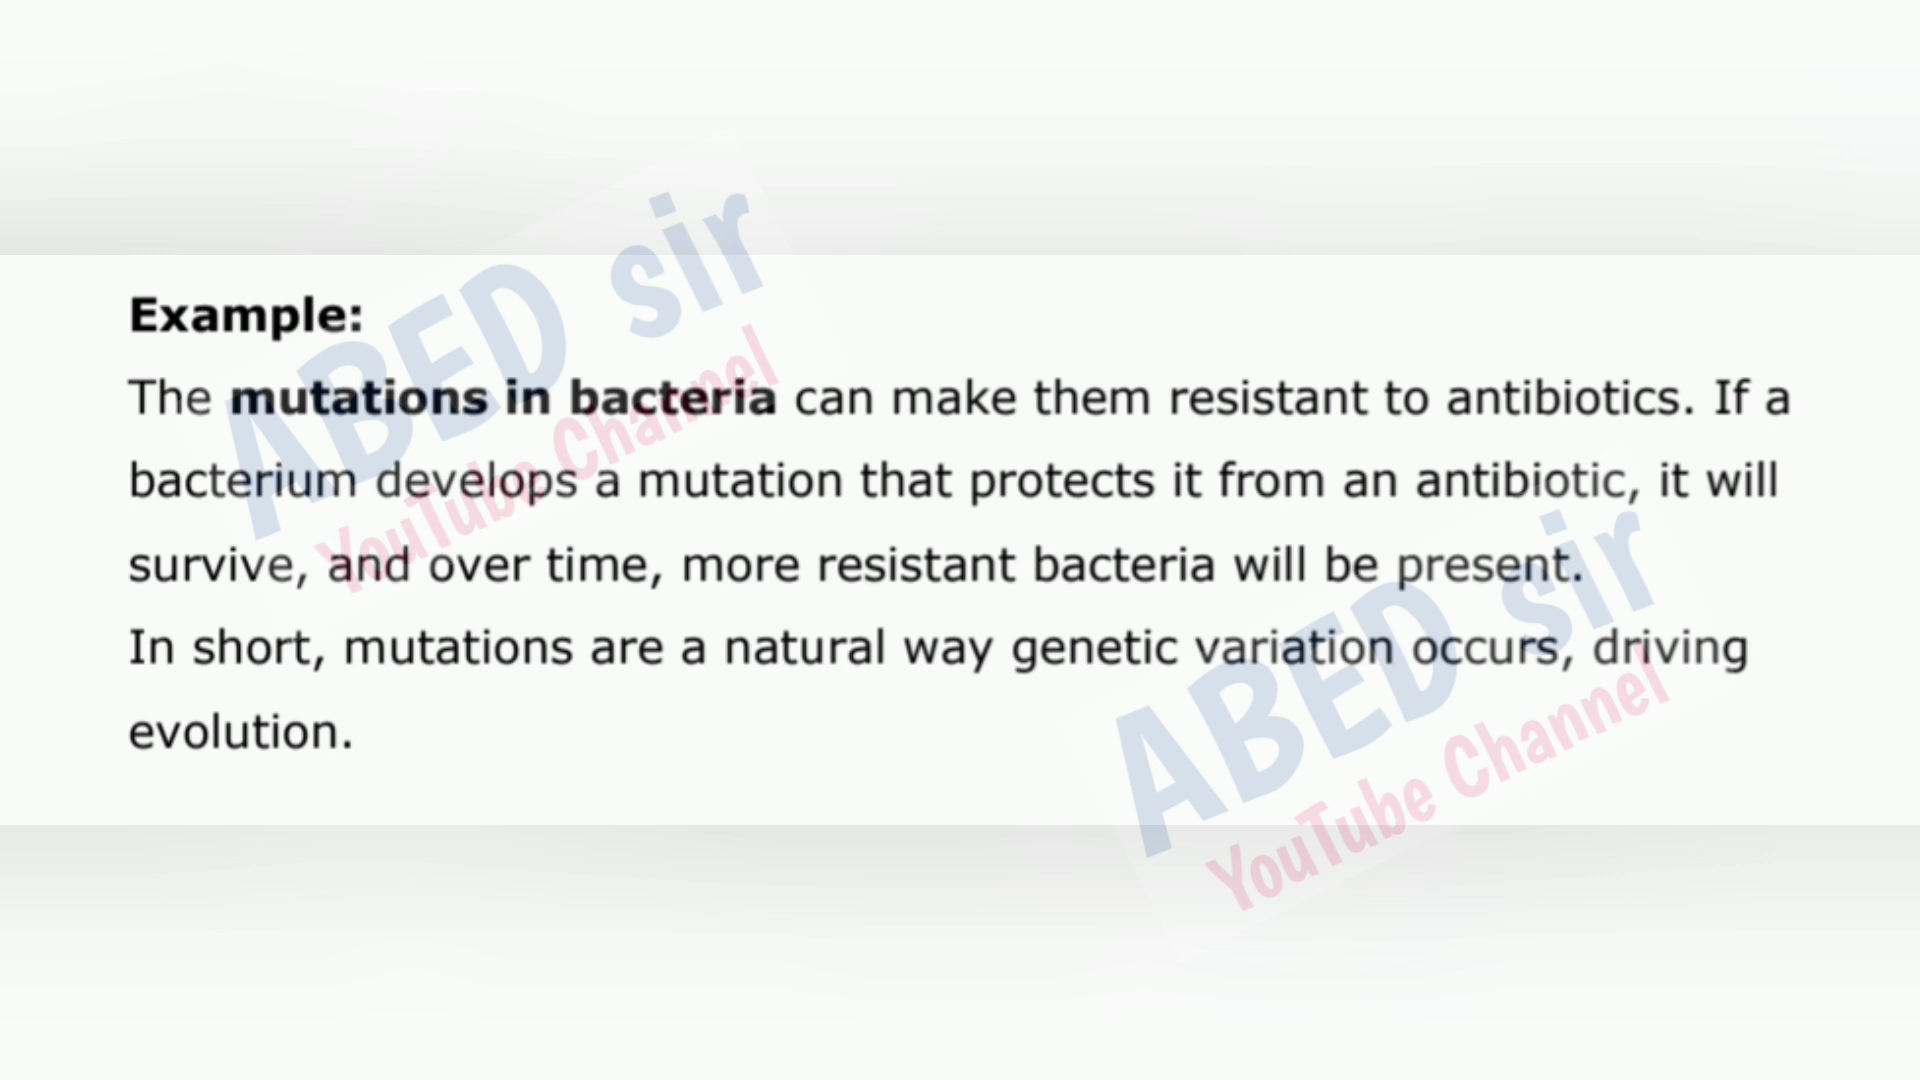 Example:
The mutations in bacteria can make them resistant to antibiotics. If a
bacterium develops a mutation that protects it from an antibiotic, it will
survive, and over time, more resistant bacteria will be present.
In short, mutations are a natural way genetic variation occurs, driving
evolution.
ABED sir
YouTube Channel
ABED sir
YouTube Channel